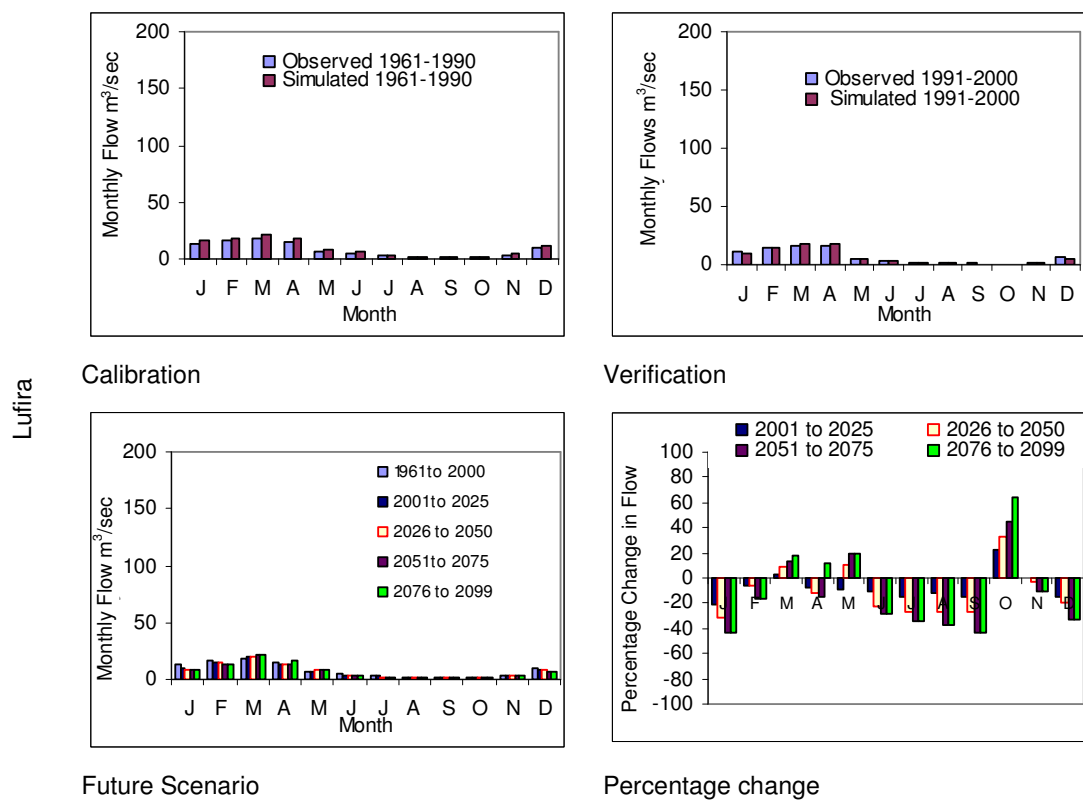 Lufira
200
150
100
50
0
Monthly Flow m³/sec
Observed 1961-1990
Simulated 1961-1990
J F M A M J J A S O N D
Month
Calibration
200
150
100
50
0
Monthly Flows m³/sec
Observed 1991-2000
Simulated 1991-2000
J F M A M J J A S O N D
Month
Verification
200
150
100
50
0
Monthly Flow m³/sec
1961to 2000
2001to 2025
2026 to 2050
2051to 2075
2076 to 2099
J F M A M J J A S O N D
Month
Future Scenario
2001 to 2025
2026 to 2050
2051 to 2075
2076 to 2099
100
80
60
40
20
0
-20
-40
-60
-80
-100
Percentage Change in Flow
J F M A M J J A S O N D
Percentage change